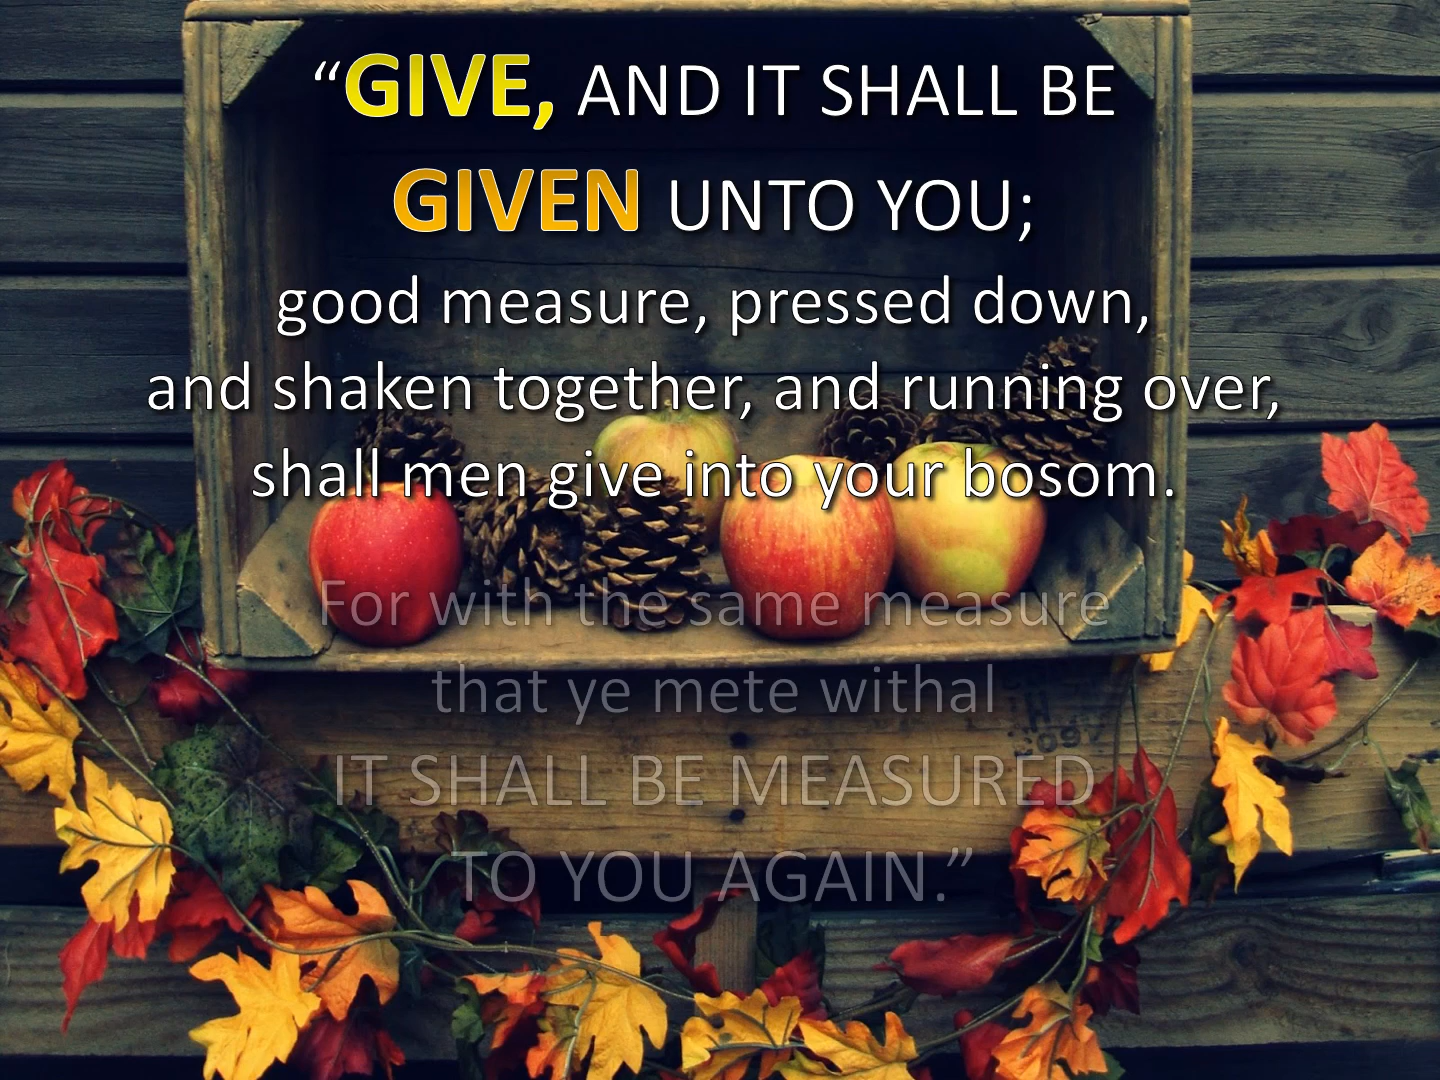 “GIVE, AND IT SHALL BE
GIVEN UNTO YOU;
good measure, pressed down,
and shaken together, and running over,
shall men give into your bosom.
For with the same measure
that ye mete withal
IT SHALL BE MEASURED
TO YOU AGAIN.”